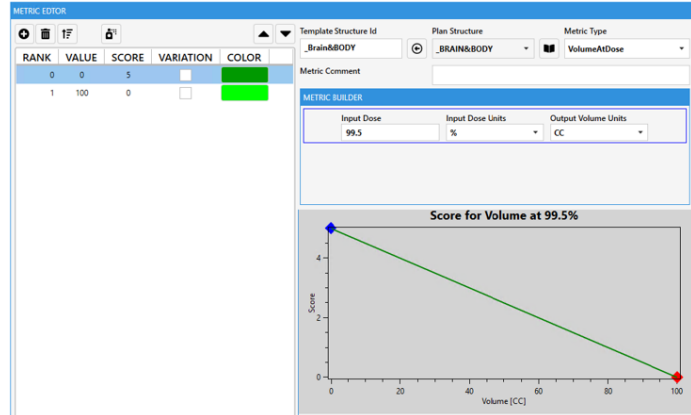 METRIC EDITOR
RANK VALUE SCORE VARIATION COLOR
0 0 5
1 100 0
Template Structure Id Plan Structure Metric Type
_Brain&BODY _BRAIN&BODY VolumeAtDose
Metric Comment
METRIC BUILDER
Input Dose Input Dose Units Output Volume Units
99.5 % CC
Score for Volume at 99.5%
Score
4
2
0
0 20 40 60 80 100
Volume [CC]